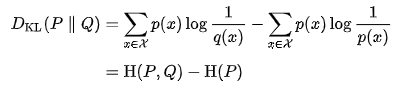 D_KL(P ∥ Q) = ∑_{x∈𝒳} p(x) log 1/q(x) − ∑_{x∈𝒳} p(x) log 1/p(x)
= H(P, Q) − H(P)